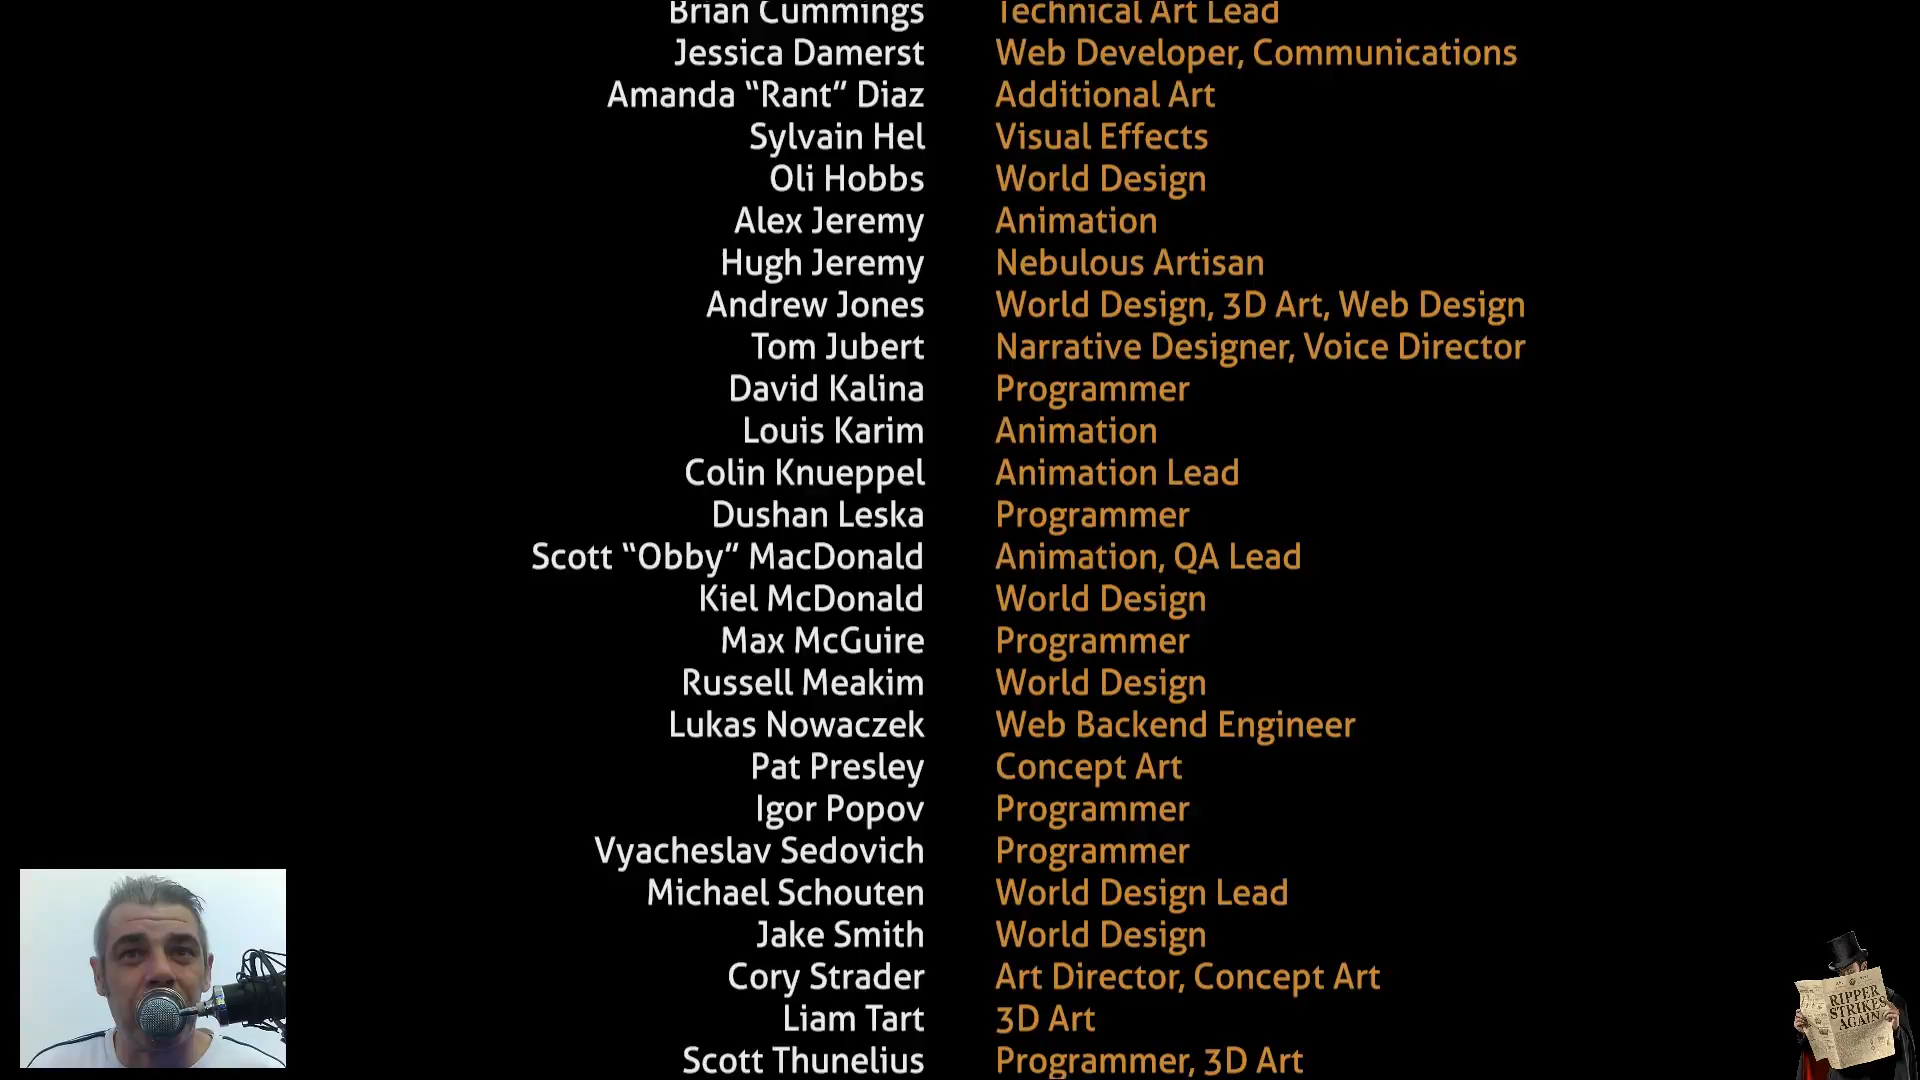 Brian Cummings Technical Art Lead
Jessica Damerst Web Developer, Communications
Amanda “Rant” Diaz Additional Art
Sylvain Hel Visual Effects
Oli Hobbs World Design
Alex Jeremy Animation
Hugh Jeremy Nebulous Artisan
Andrew Jones World Design, 3D Art, Web Design
Tom Jubert Narrative Designer, Voice Director
David Kalina Programmer
Louis Karim Animation
Colin Knueppel Animation Lead
Dushan Leska Programmer
Scott “Obby” MacDonald Animation, QA Lead
Kiel McDonald World Design
Max McGuire Programmer
Russell Meakim World Design
Lukas Nowaczek Web Backend Engineer
Pat Presley Concept Art
Igor Popov Programmer
Vyacheslav Sedovich Programmer
Michael Schouten World Design Lead
Jake Smith World Design
Cory Strader Art Director, Concept Art
Liam Tart 3D Art
Scott Thunelius Programmer, 3D Art
RIPPER
STRIKES
AGAIN